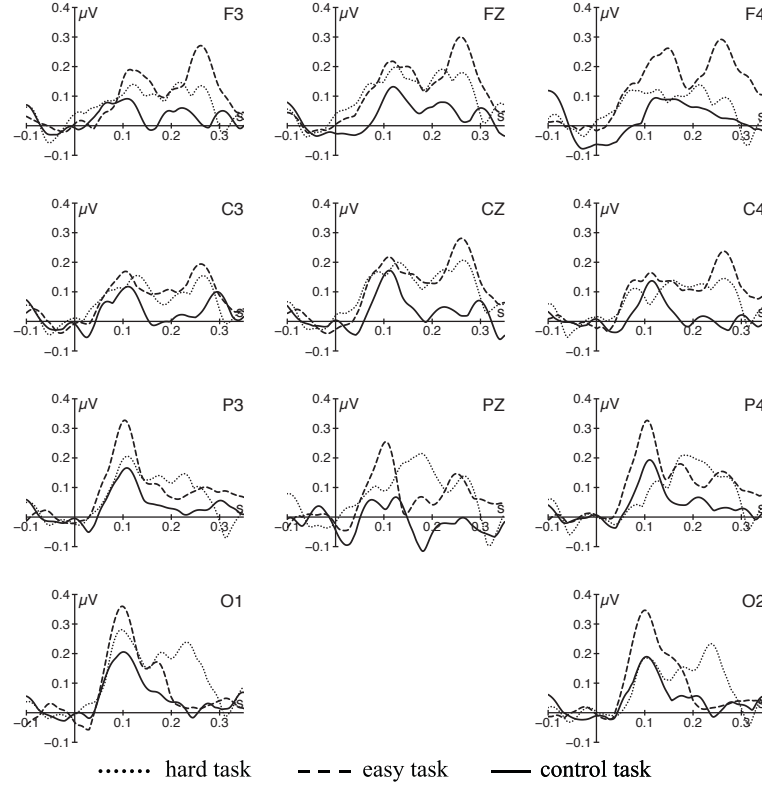 0.4 µV F3 0.4 µV FZ 0.4 µV F4
0.3 0.3 0.3
0.2 0.2 0.2
0.1 0.1 0.1
s s s
−0.1 0.1 0.2 0.3 −0.1 0.1 0.2 0.3 −0.1 0.1 0.2 0.3
−0.1 −0.1 −0.1
0.4 µV C3 0.4 µV CZ 0.4 µV C4
0.3 0.3 0.3
0.2 0.2 0.2
0.1 0.1 0.1
s s s
−0.1 0.1 0.2 0.3 −0.1 0.1 0.2 0.3 −0.1 0.1 0.2 0.3
−0.1 −0.1 −0.1
0.4 µV P3 0.4 µV PZ 0.4 µV P4
0.3 0.3 0.3
0.2 0.2 0.2
0.1 0.1 0.1
s s s
−0.1 0.1 0.2 0.3 −0.1 0.1 0.2 0.3 −0.1 0.1 0.2 0.3
−0.1 −0.1 −0.1
0.4 µV O1 0.4 µV O2
0.3 0.3
0.2 0.2
0.1 0.1
s s
−0.1 0.1 0.2 0.3 −0.1 0.1 0.2 0.3
−0.1 −0.1
hard task easy task control task